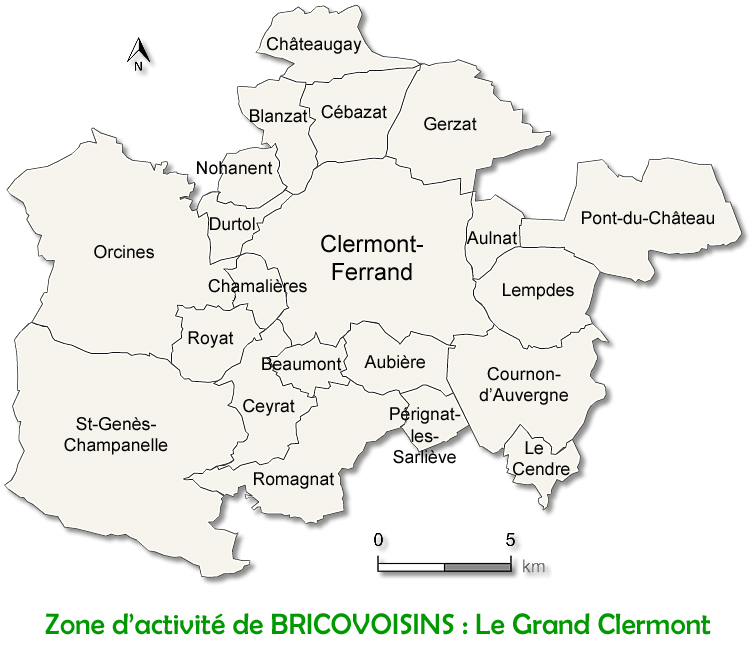 Châteaugay
N
Blanzat
Cébazat
Gerzat
Nohanent
Durtol
Pont-du-Château
Aulnat
Orcines
Clermont-
Ferrand
Chamalières
Lempdes
Royat
Beaumont
Aubière
Cournon-
d'Auvergne
Ceyrat
St-Genès-
Champanelle
Pérignat-
les-
Sarliève
Le
Cendre
Romagnat
0 5
km
Zone d'activité de BRICOVOISINS : Le Grand Clermont